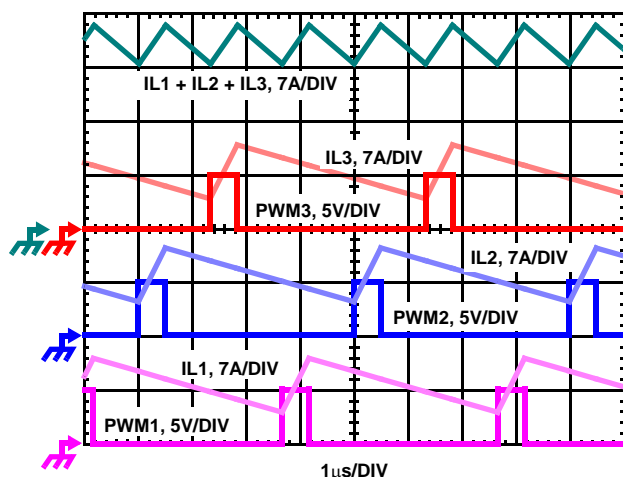 IL1 + IL2 + IL3, 7A/DIV
IL3, 7A/DIV
PWM3, 5V/DIV
IL2, 7A/DIV
PWM2, 5V/DIV
IL1, 7A/DIV
PWM1, 5V/DIV
1μs/DIV